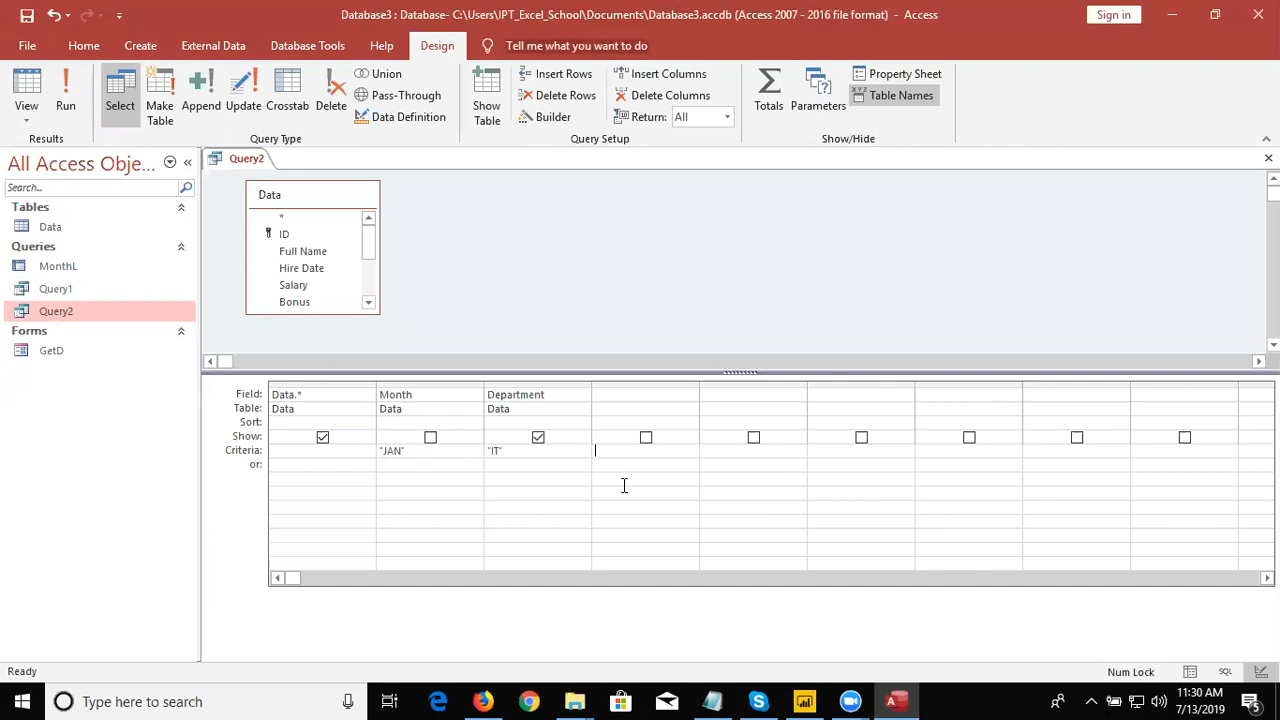 Database3 : Database- C:\Users\IPT_Excel_School\Documents\Database3.accdb (Access 2007 - 2016 file format) - Access
Sign in
File Home Create External Data Database Tools Help Design Tell me what you want to do
View
Run
Select
Make Table
Append
Update
Crosstab
Delete
Union
Pass-Through
Data Definition
Show Table
Insert Rows
Delete Rows
Builder
Insert Columns
Delete Columns
Return: All
Totals
Parameters
Property Sheet
Table Names
Results Query Type Query Setup Show/Hide
All Access Obje...
Search...
Tables
Data
Queries
MonthL
Query1
Query2
Forms
GetD
Query2
Data
*
ID
Full Name
Hire Date
Salary
Bonus
Field: Data.* Month Department
Table: Data Data Data
Sort:
Show:
Criteria: "JAN" "IT"
or:
Ready
Num Lock
SQL
Type here to search
11:30 AM
7/13/2019
5